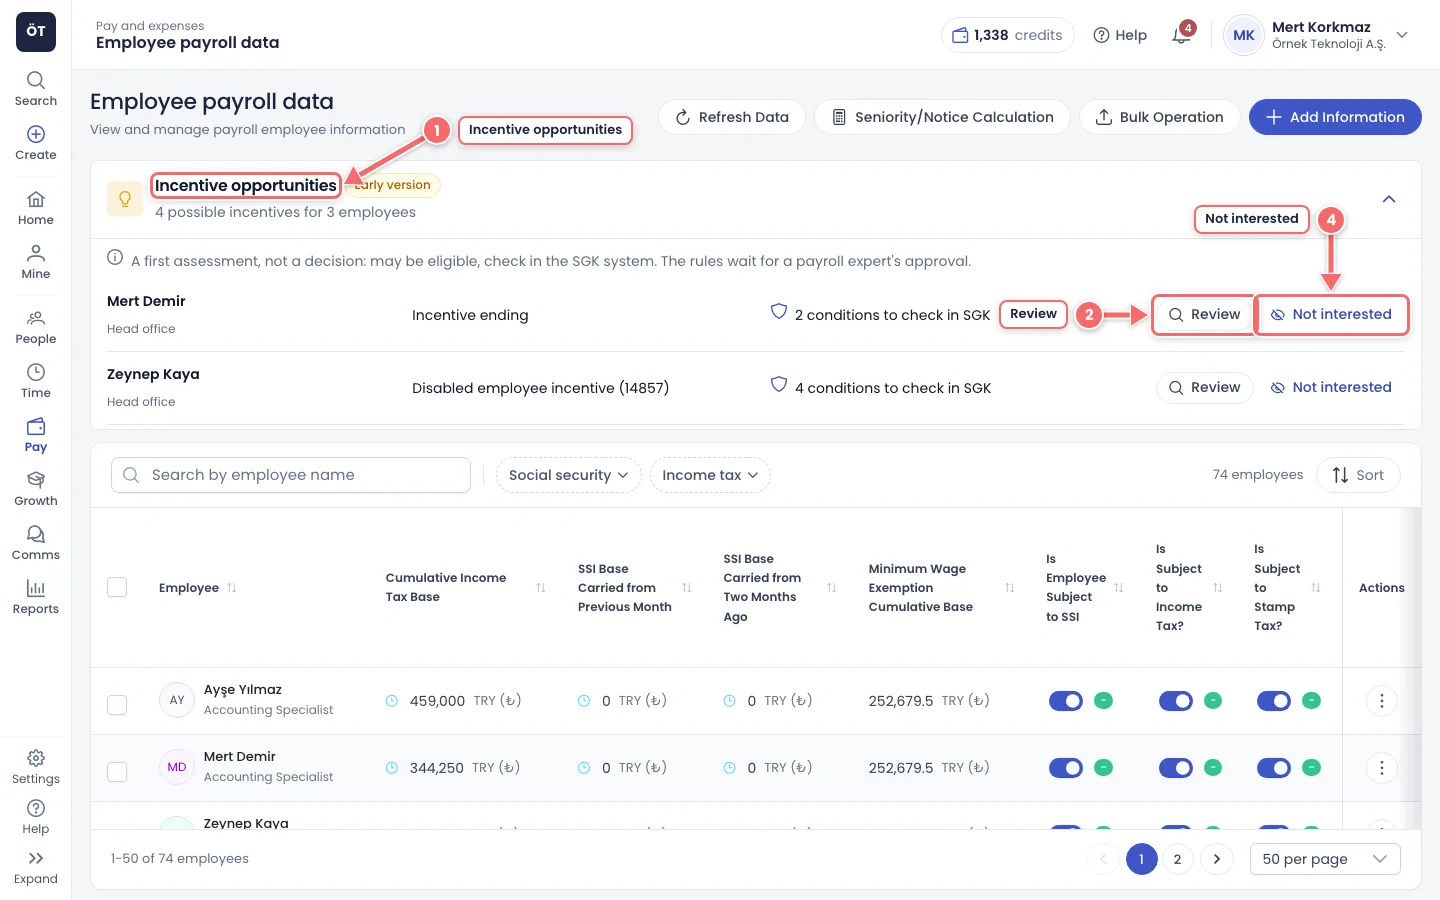 ÖT
Search
Create
Home
Mine
People
Time
Pay
Growth
Comms
Reports
Settings
Help
Expand
Pay and expenses
Employee payroll data
1,338 credits
Help
4
MK
Mert Korkmaz
Örnek Teknoloji A.Ş.
Employee payroll data
View and manage payroll employee information
1
Incentive opportunities
Refresh Data
Seniority/Notice Calculation
Bulk Operation
Add Information
Incentive opportunities
Early version
4 possible incentives for 3 employees
Not interested
4
A first assessment, not a decision: may be eligible, check in the SGK system. The rules wait for a payroll expert's approval.
Mert Demir
Head office
Incentive ending
2 conditions to check in SGK
Review
2
Review
Not interested
Zeynep Kaya
Head office
Disabled employee incentive (14857)
4 conditions to check in SGK
Review
Not interested
Search by employee name
Social security
Income tax
74 employees
Sort
Employee
Cumulative Income
Tax Base
SSI Base
Carried from
Previous Month
SSI Base
Carried from
Two Months
Ago
Minimum Wage
Exemption
Cumulative Base
Is
Employee
Subject
to SSI
Is
Subject
to
Income
Tax?
Is
Subject
to
Stamp
Tax?
Actions
AY
Ayşe Yılmaz
Accounting Specialist
459,000 TRY (₺)
0 TRY (₺)
0 TRY (₺)
252,679.5 TRY (₺)
MD
Mert Demir
Accounting Specialist
344,250 TRY (₺)
0 TRY (₺)
0 TRY (₺)
252,679.5 TRY (₺)
Zeynep Kaya
1-50 of 74 employees
1
2
50 per page